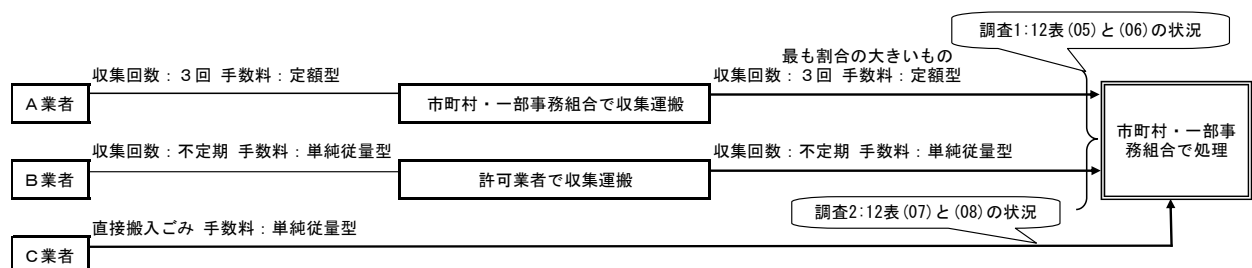 調査1:12表(05)と(06)の状況
最も割合の大きいもの
収集回数：３回 手数料：定額型
収集回数：３回 手数料：定額型
Ａ業者
市町村・一部事務組合で収集運搬
市町村・一部事
務組合で処理
収集回数：不定期 手数料：単純従量型
収集回数：不定期 手数料：単純従量型
Ｂ業者
許可業者で収集運搬
調査2:12表(07)と(08)の状況
直接搬入ごみ 手数料：単純従量型
Ｃ業者